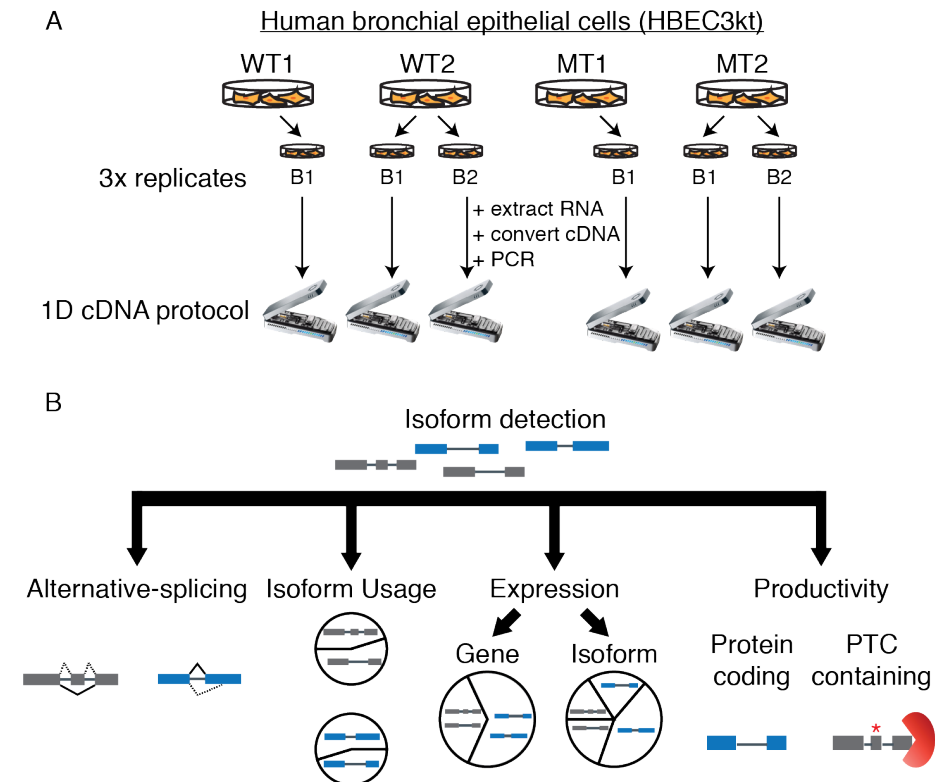 A
Human bronchial epithelial cells (HBEC3kt)
WT1 WT2 MT1 MT2
3x replicates B1 B1 B2 B1 B1 B2
+ extract RNA
+ convert cDNA
+ PCR
1D cDNA protocol
B
Isoform detection
Alternative-splicing Isoform Usage Expression Productivity
Gene Isoform
Protein coding
PTC containing
*